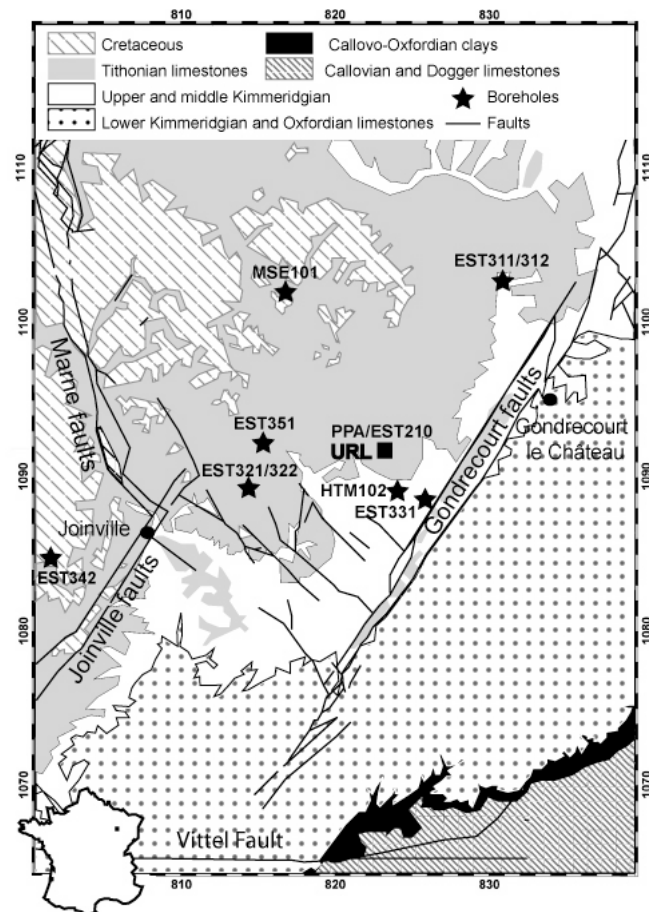 810 820 830
Cretaceous Callovo-Oxfordian clays
Tithonian limestones Callovian and Dogger limestones
Upper and middle Kimmeridgian Boreholes
Lower Kimmeridgian and Oxfordian limestones Faults
1110 1110
EST311/312
MSE101
1100 1100
Marne faults
Gondrecourt faults
EST351 PPA/EST210 Gondrecourt
URL le Château
EST321/322
1090 HTM102 1090
EST331
Joinville
EST342
Joinville faults
1080 1080
1070 1070
Vittel Fault
810 820 830